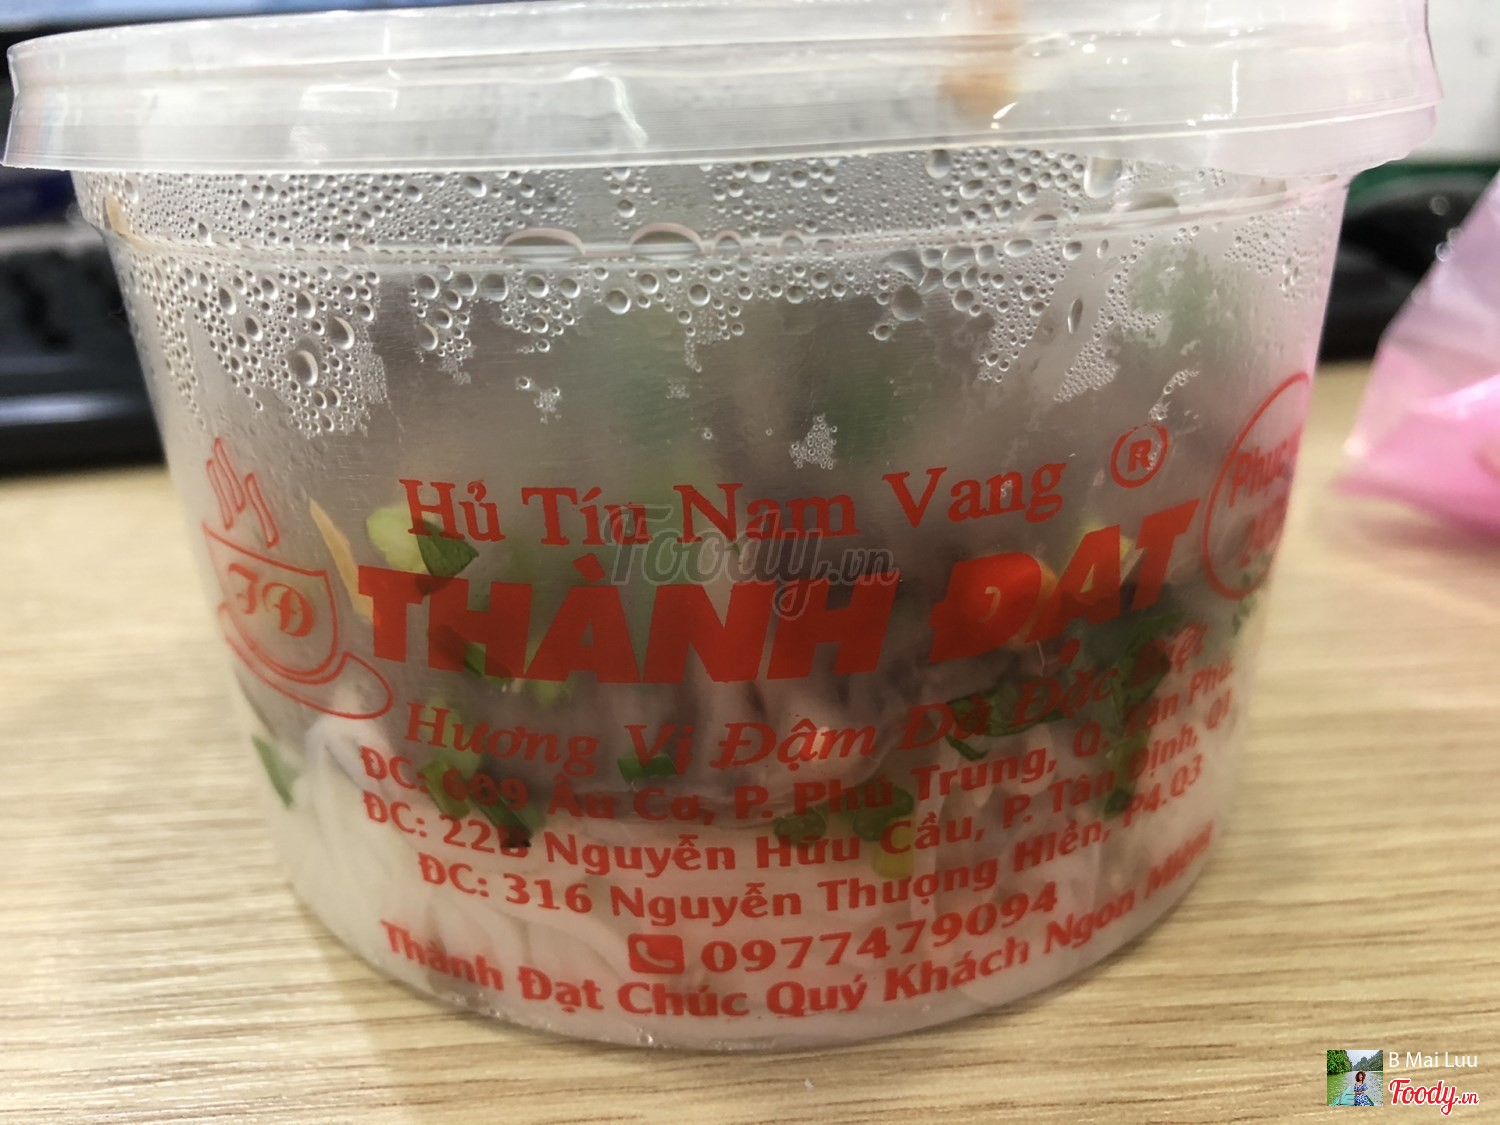 Hủ Tíu Nam Vang ®
THÀNH ĐẠT
TĐ
Hương Vị Đậm Đà Đặc Biệt
ĐC: 609 Âu Cơ, P. Phú Trung, Q. Tân Phú
ĐC: 22B Nguyễn Hữu Cầu, P. Tân Định, Q1
ĐC: 316 Nguyễn Thượng Hiền, P4.Q3
0977479094
Thành Đạt Chúc Quý Khách Ngon Miệng
Foody.vn
B Mai Luu
Foody.vn